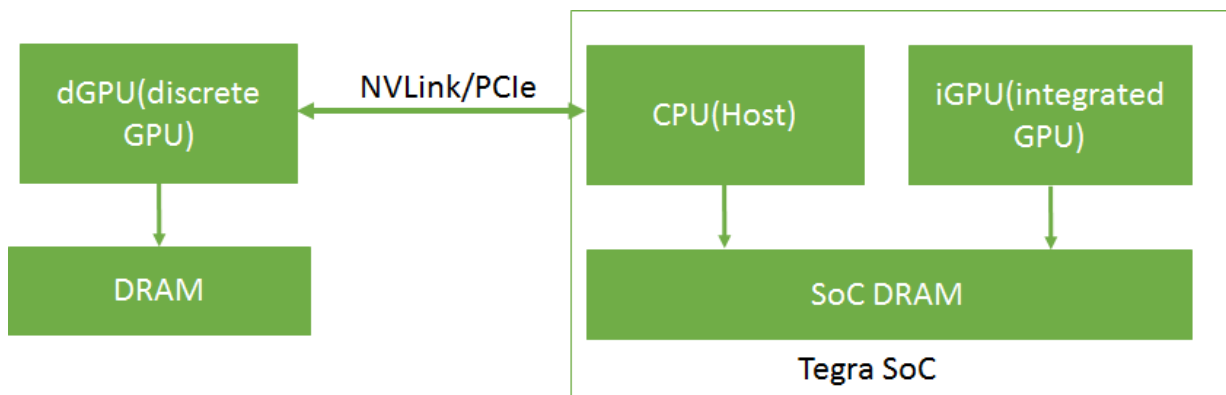 dGPU(discrete
GPU)
NVLink/PCIe
CPU(Host)
iGPU(integrated
GPU)
DRAM
SoC DRAM
Tegra SoC